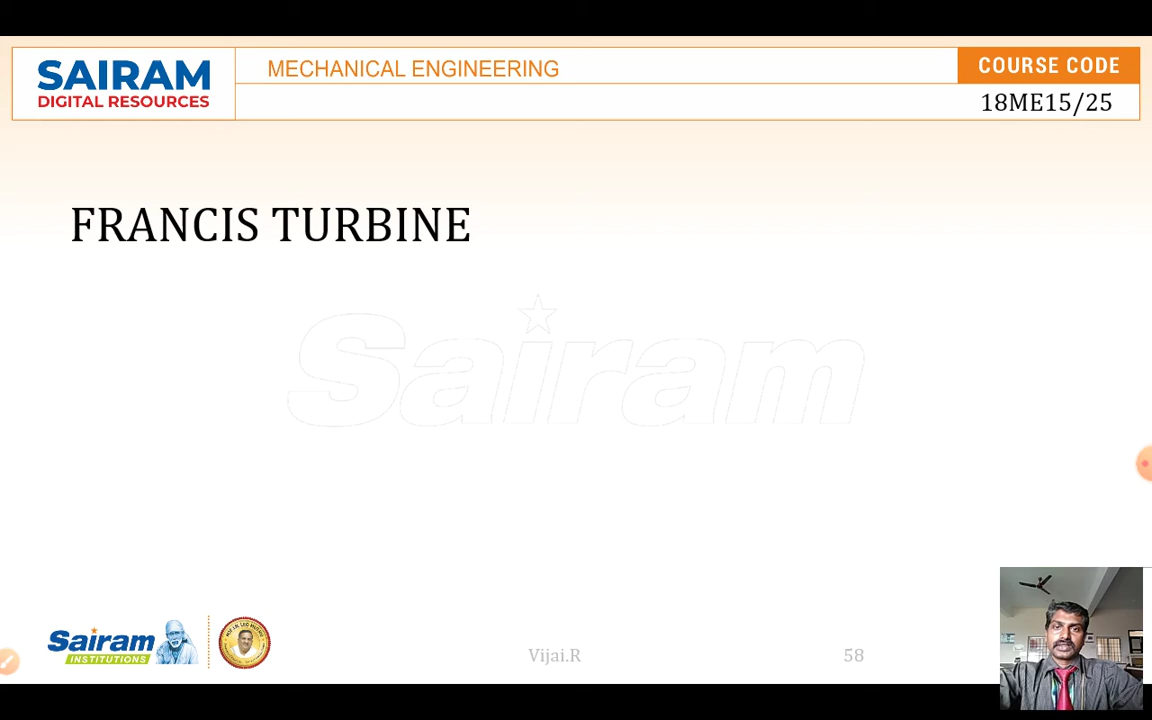 SAIRAM
DIGITAL RESOURCES
MECHANICAL ENGINEERING
COURSE CODE
18ME15/25
FRANCIS TURBINE
Sairam
Sairam
INSTITUTIONS
Vijai.R
58